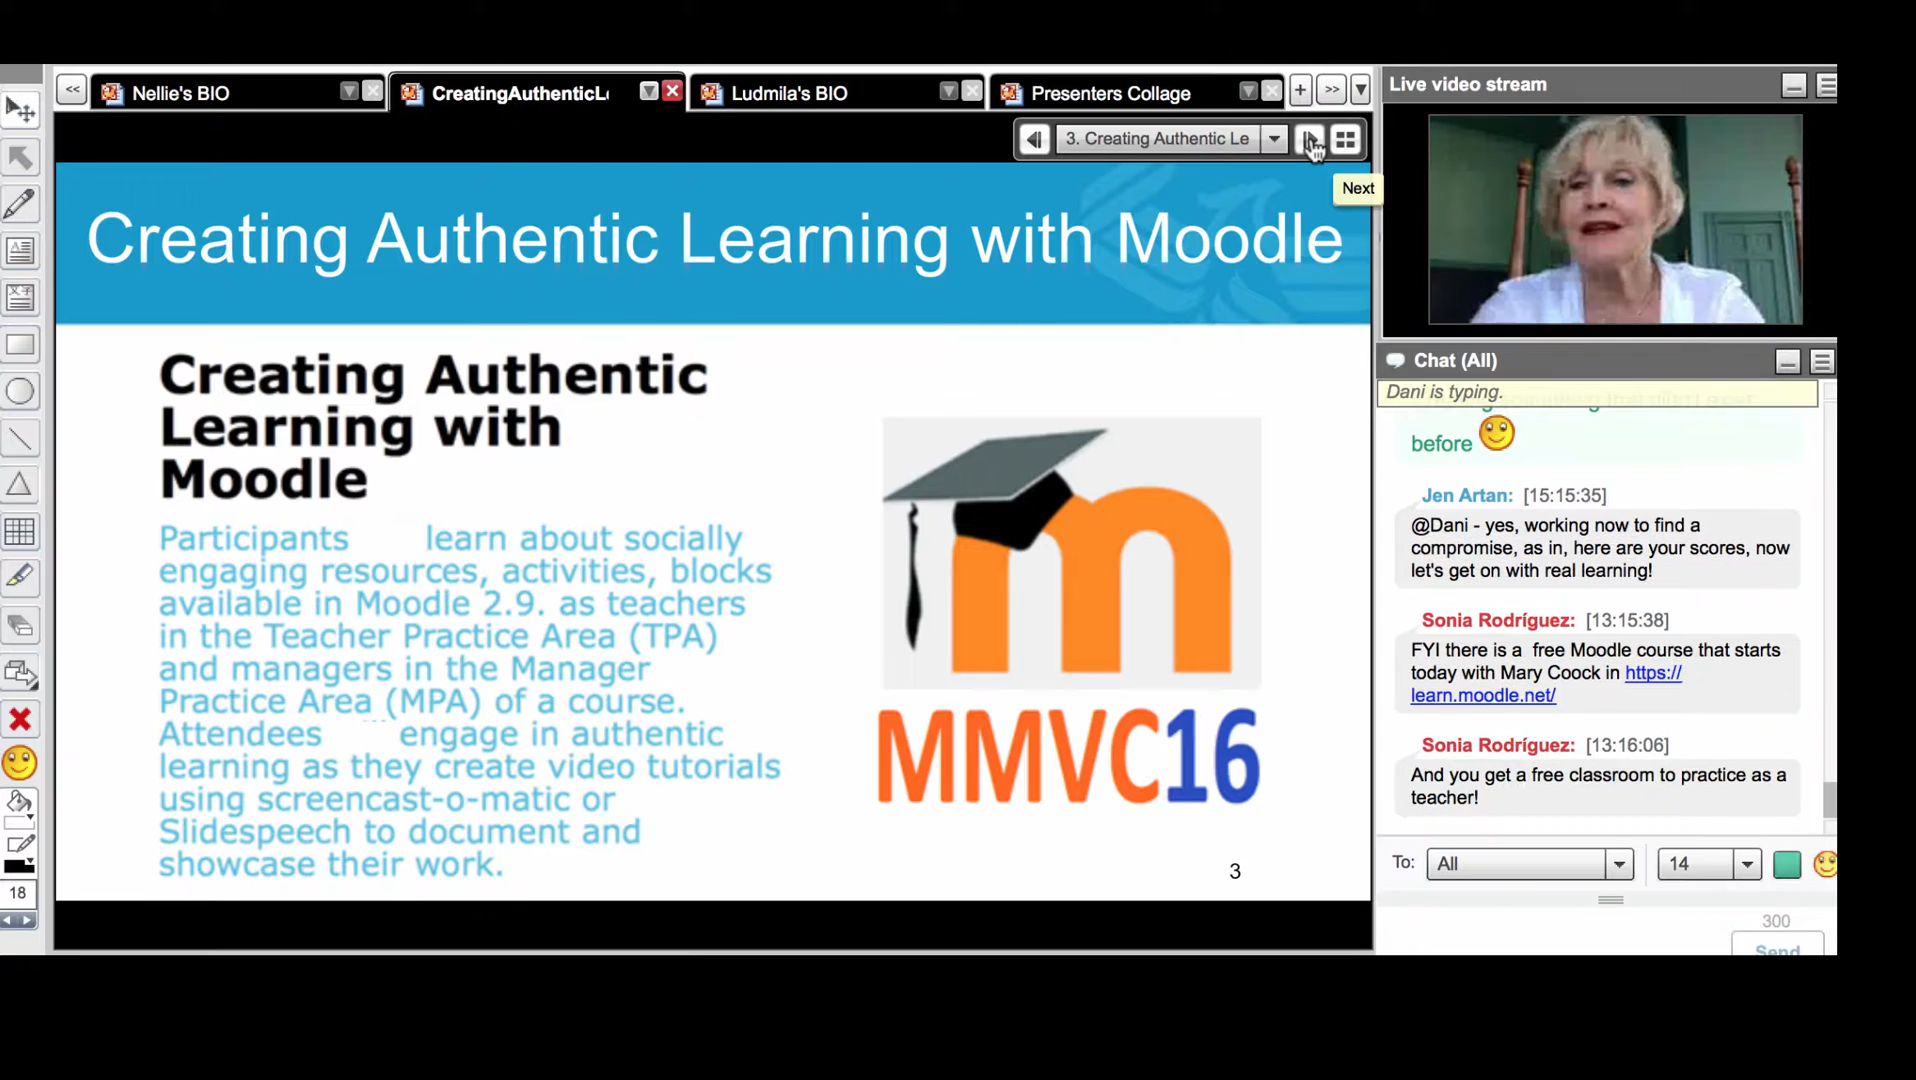 << Nellie's BIO CreatingAuthenticLe Ludmila's BIO Presenters Collage + >>
3. Creating Authentic Le
Next
Creating Authentic Learning with Moodle
Creating Authentic
Learning with
Moodle
Participants learn about socially
engaging resources, activities, blocks
available in Moodle 2.9. as teachers
in the Teacher Practice Area (TPA)
and managers in the Manager
Practice Area (MPA) of a course.
Attendees engage in authentic
learning as they create video tutorials
using screencast-o-matic or
Slidespeech to document and
showcase their work.
m
MMVC16
3
18
Live video stream
Chat (All)
Dani is typing.
before
Jen Artan: [15:15:35]
@Dani - yes, working now to find a
compromise, as in, here are your scores, now
let's get on with real learning!
Sonia Rodríguez: [13:15:38]
FYI there is a free Moodle course that starts
today with Mary Coock in https://
learn.moodle.net/
Sonia Rodríguez: [13:16:06]
And you get a free classroom to practice as a
teacher!
To: All 14
300
Send